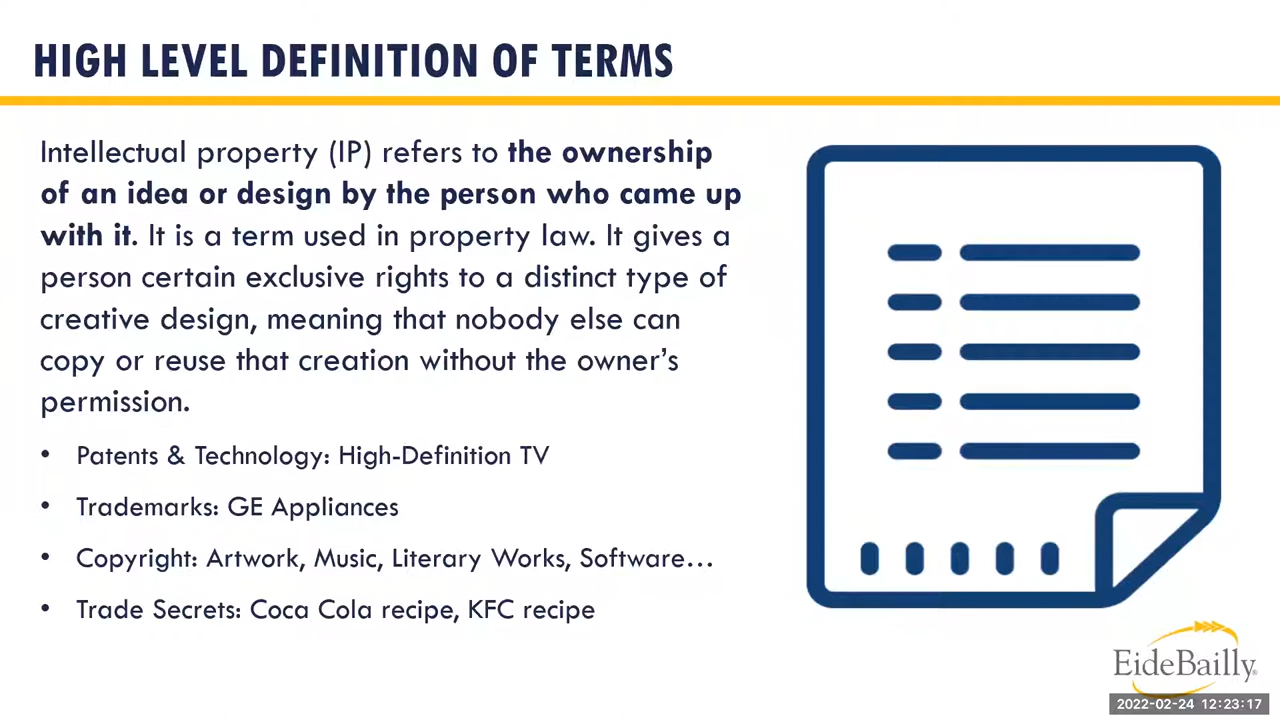 HIGH LEVEL DEFINITION OF TERMS
Intellectual property (IP) refers to the ownership
of an idea or design by the person who came up
with it. It is a term used in property law. It gives a
person certain exclusive rights to a distinct type of
creative design, meaning that nobody else can
copy or reuse that creation without the owner’s
permission.
• Patents & Technology: High-Definition TV
• Trademarks: GE Appliances
• Copyright: Artwork, Music, Literary Works, Software…
• Trade Secrets: Coca Cola recipe, KFC recipe
EideBailly®
2022-02-24 12:23:17